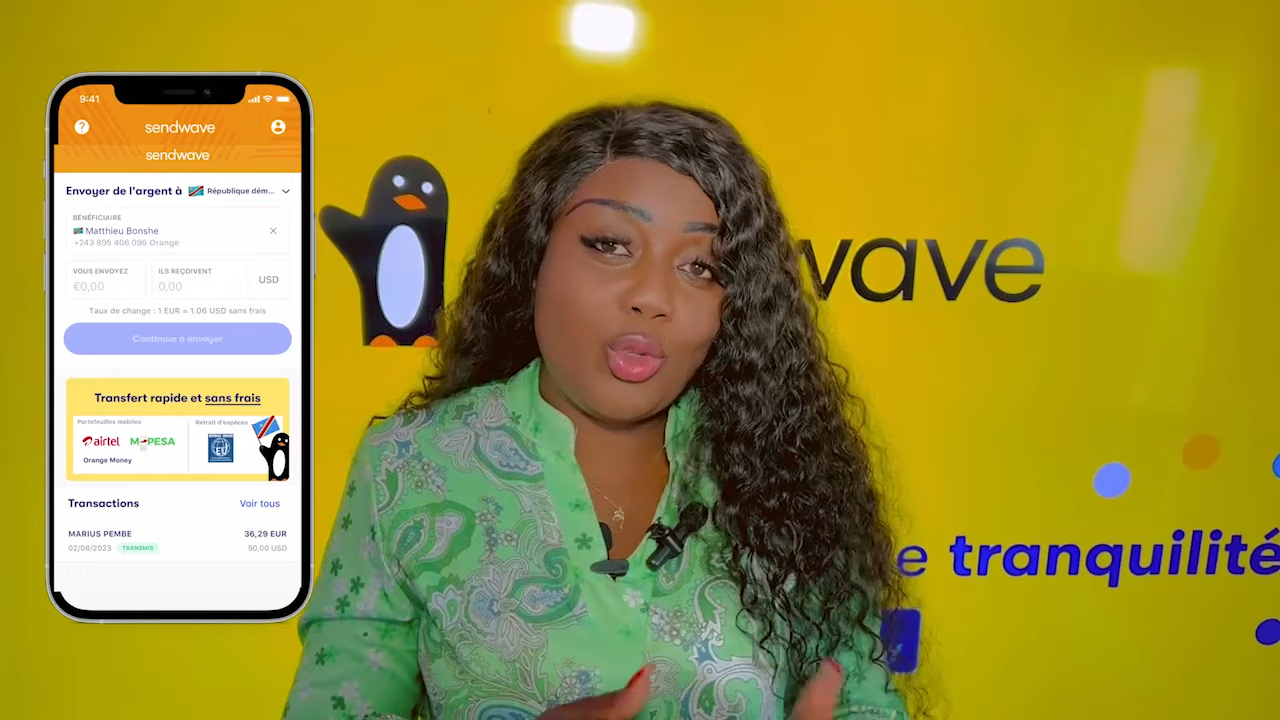 9:41
sendwave
sendwave
Envoyer de l'argent à République dém...
BÉNÉFICIAIRE
Matthieu Bonshe
+243 895 406 096 Orange
VOUS ENVOYEZ
€0,00
ILS REÇOIVENT
0,00
USD
Taux de change : 1 EUR = 1.06 USD sans frais
Continuer à envoyer
Transfert rapide et sans frais
Portefeuilles mobiles
airtel
M-PESA
Orange Money
Retrait d'espèces
EU
Transactions
Voir tous
MARIUS PEMBE
36,29 EUR
02/08/2023
TRANSMIS
50,00 USD
wave
e tranquilité